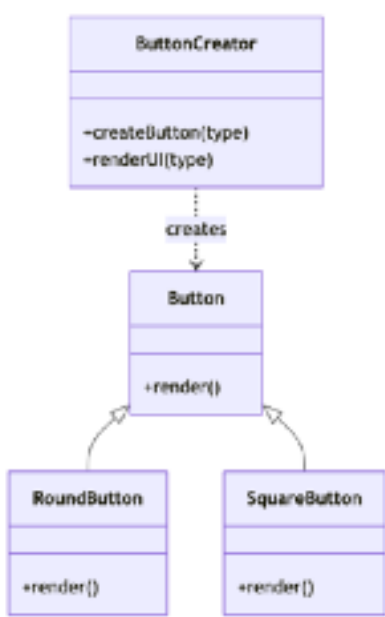 ButtonCreator
+createButton(type)
+renderUI(type)
creates
Button
+render()
RoundButton
SquareButton
+render()
+render()